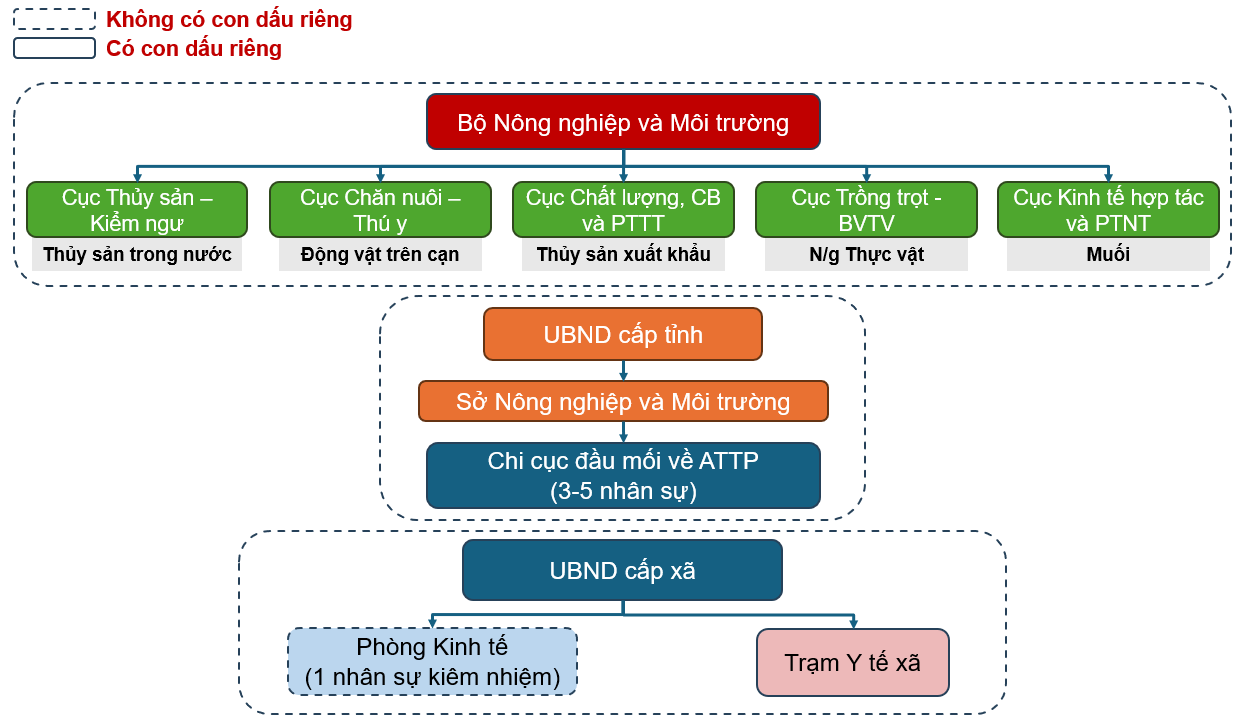 Không có con dấu riêng
Có con dấu riêng
Bộ Nông nghiệp và Môi trường
Cục Thủy sản –
Kiểm ngư
Thủy sản trong nước
Cục Chăn nuôi –
Thú y
Động vật trên cạn
Cục Chất lượng, CB
và PTTT
Thủy sản xuất khẩu
Cục Trồng trọt -
BVTV
N/g Thực vật
Cục Kinh tế hợp tác
và PTNT
Muối
UBND cấp tỉnh
Sở Nông nghiệp và Môi trường
Chi cục đầu mối về ATTP
(3-5 nhân sự)
UBND cấp xã
Phòng Kinh tế
(1 nhân sự kiêm nhiệm)
Trạm Y tế xã